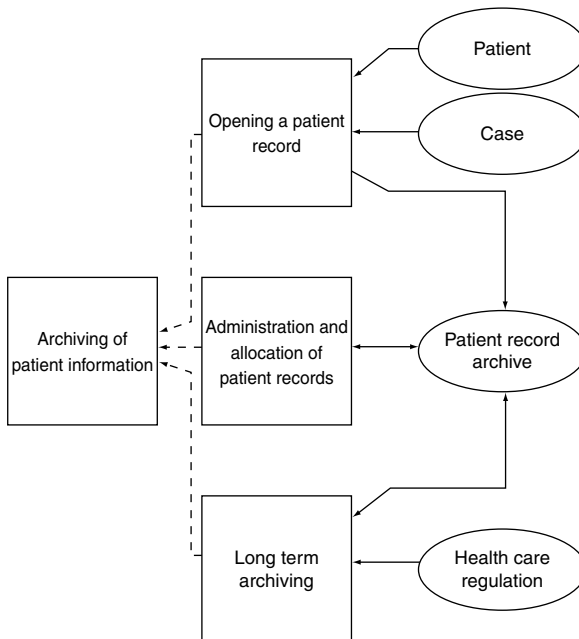 Patient
Opening a patient
record
Case
Archiving of
patient information
Administration and
allocation of
patient records
Patient record
archive
Long term
archiving
Health care
regulation